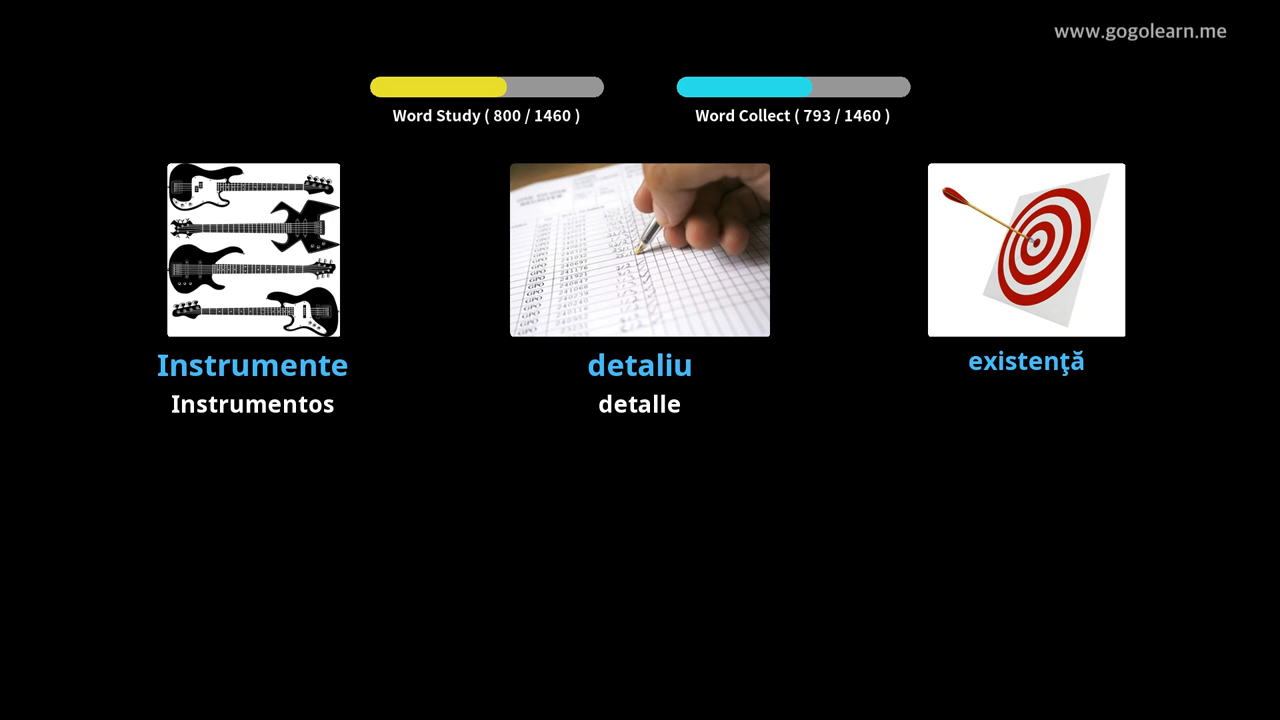 www.gogolearn.me
Word Study ( 800 / 1460 )
Word Collect ( 793 / 1460 )
Instrumente
Instrumentos
detaliu
detalle
existenţă